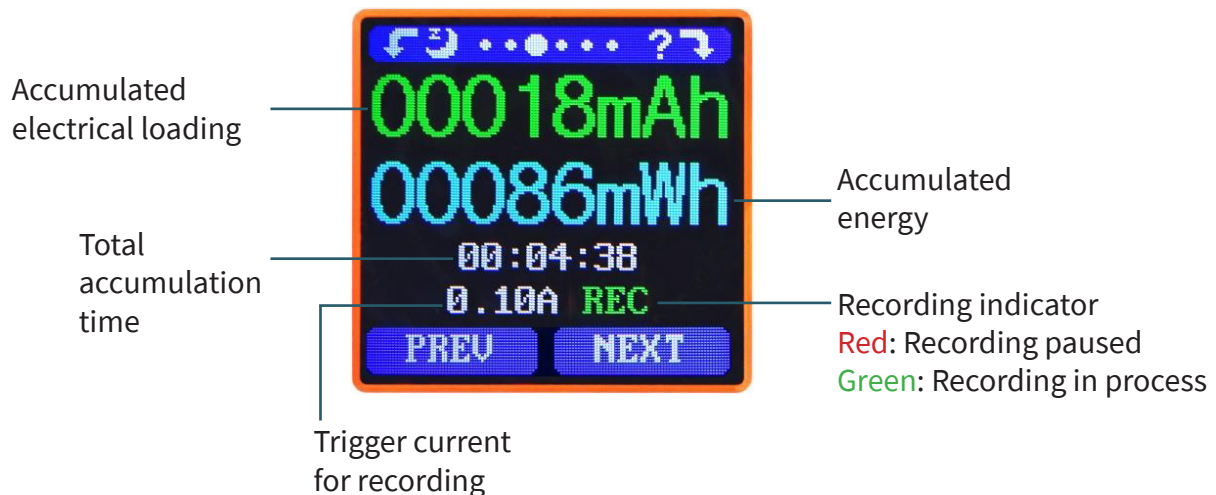 ?
Accumulated
electrical loading
00018mAh
00086mWh
Accumulated
energy
Total
accumulation
time
00:04:38
0.10A REC
Recording indicator
Red: Recording paused
Green: Recording in process
PREV NEXT
Trigger current
for recording